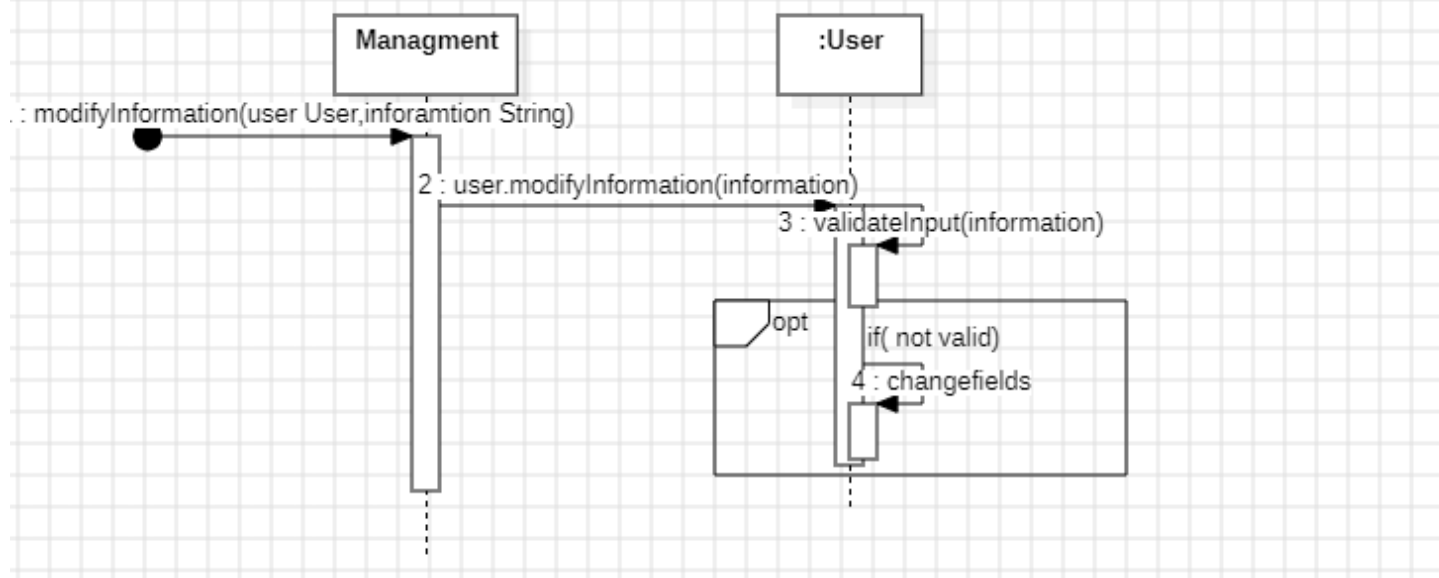 Managment
:User
. : modifyInformation(user User,inforamtion String)
2 : user.modifyInformation(information)
3 : validateInput(information)
opt
if( not valid)
4 : changefields